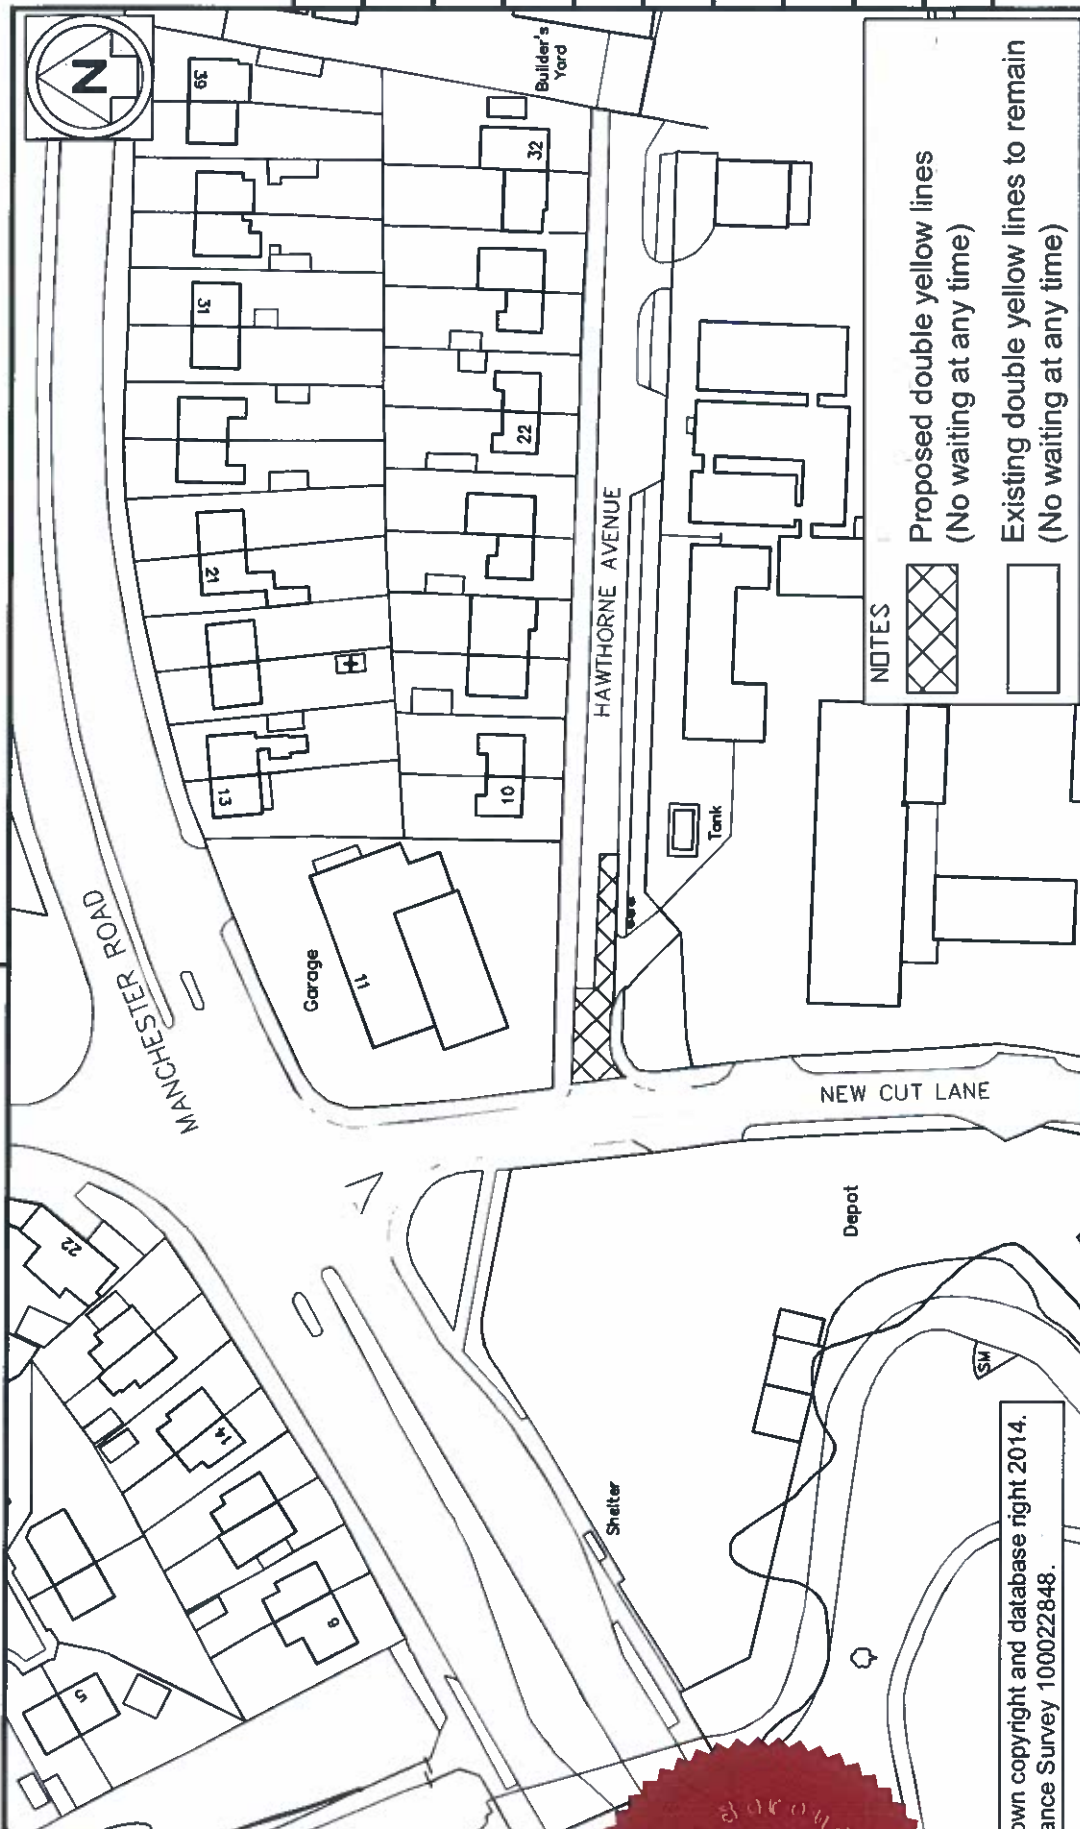 N
39
31
21
13
32
22
10
Builder's
Yard
HAWTHORNE AVENUE
MANCHESTER ROAD
Garage
11
Tank
NEW CUT LANE
22
14
6
5
Depot
Shelter
SM
NOTES
Proposed double yellow lines
(No waiting at any time)
Existing double yellow lines to remain
(No waiting at any time)
own copyright and database right 2014.
ance Survey 100022848.